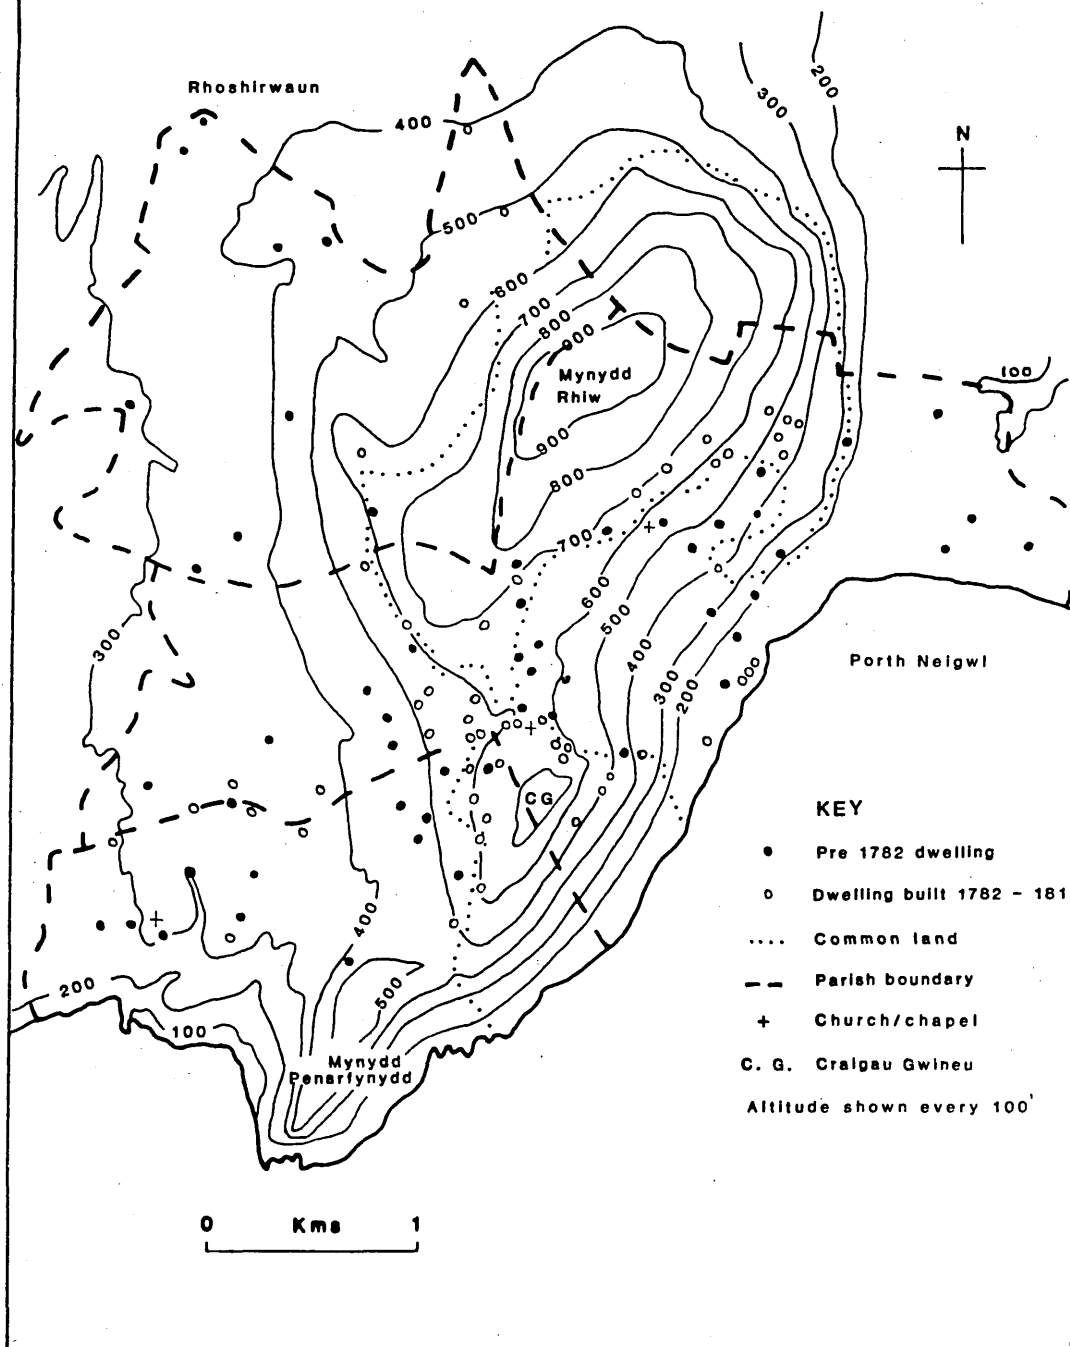 Rhoshirwaun
200
300
400
N
500
600
700
800
900
Mynydd
Rhiw
100
900
800
700
600
500
300
400
Porth Neigwl
300
200
C G
KEY
Pre 1782 dwelling
Dwelling built 1782 - 181
.... Common land
Parish boundary
+ Church/chapel
C. G. Craigau Gwineu
Altitude shown every 100'
400
200
500
100
Mynydd
Penarfynydd
0 Kms 1